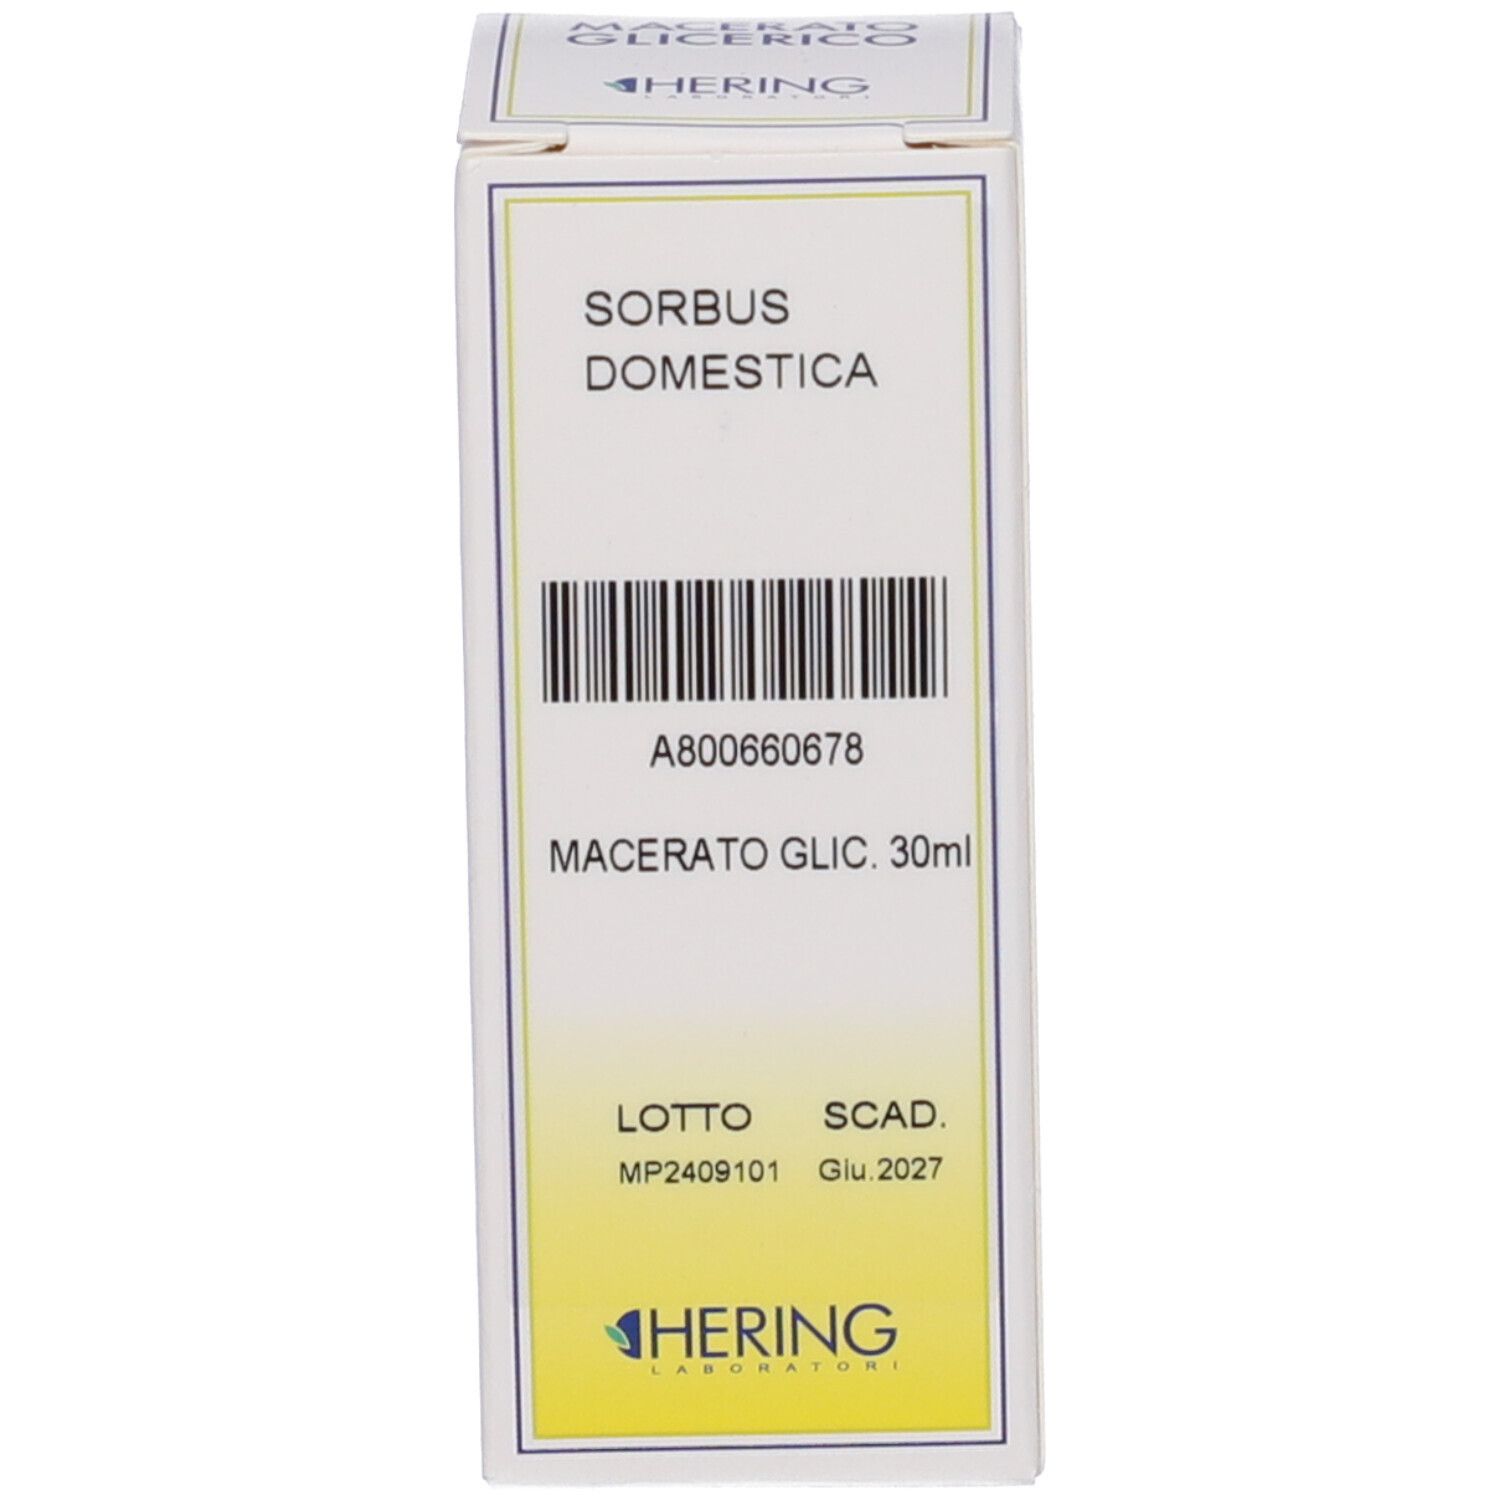 MACERATO
GLICERICO
HERING
LABORATORI
SORBUS
DOMESTICA
A800660678
MACERATO GLIC. 30ml
LOTTO SCAD.
MP2409101 Giu.2027
HERING
LABORATORI